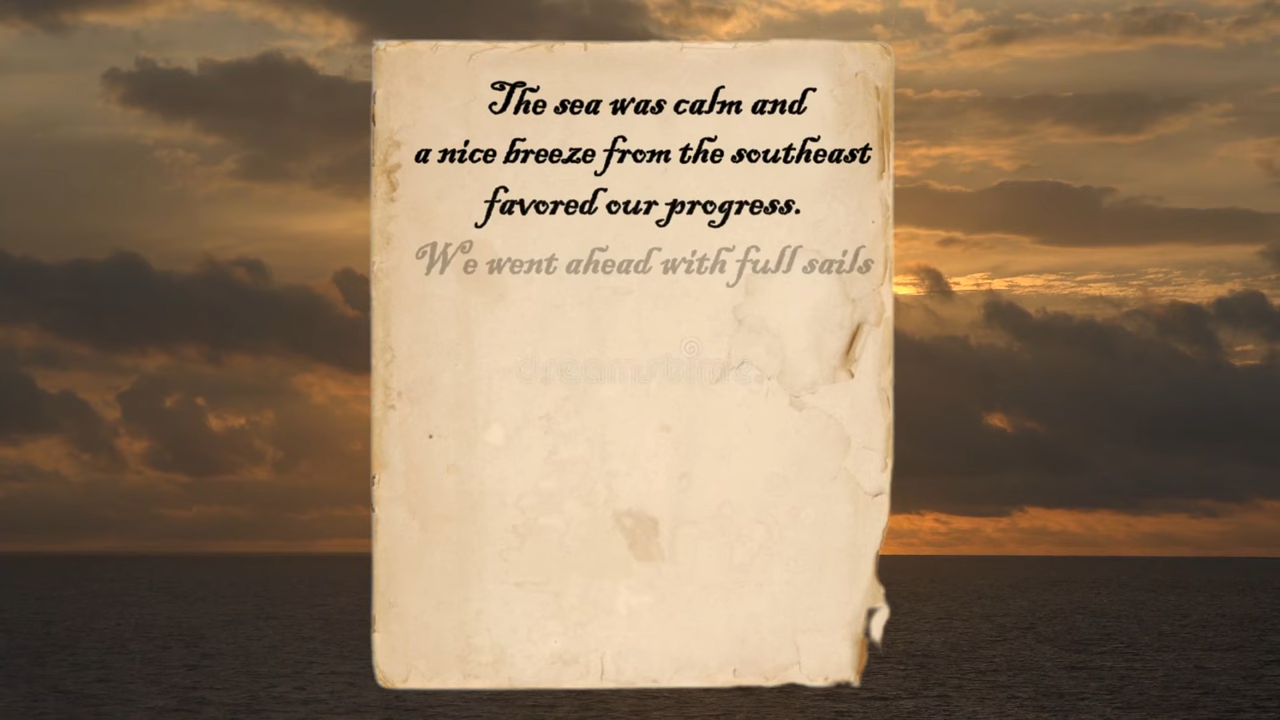 The sea was calm and
a nice breeze from the southeast
favored our progress.
We went ahead with full sails
dreamstime